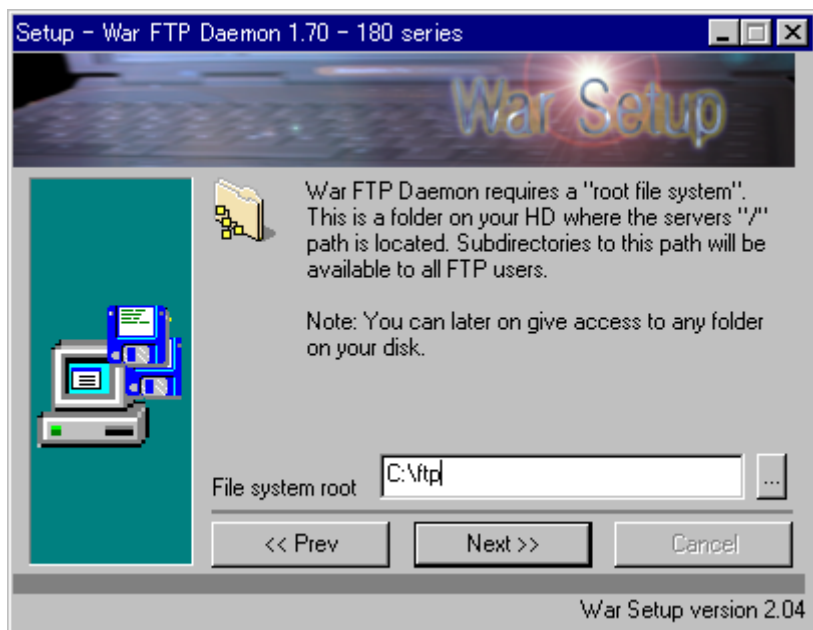 Setup - War FTP Daemon 1.70 - 180 series
War Setup
War FTP Daemon requires a "root file system".
This is a folder on your HD where the servers "/"
path is located. Subdirectories to this path will be
available to all FTP users.
Note: You can later on give access to any folder
on your disk.
File system root
C:\ftp
...
<< Prev
Next >>
Cancel
War Setup version 2.04